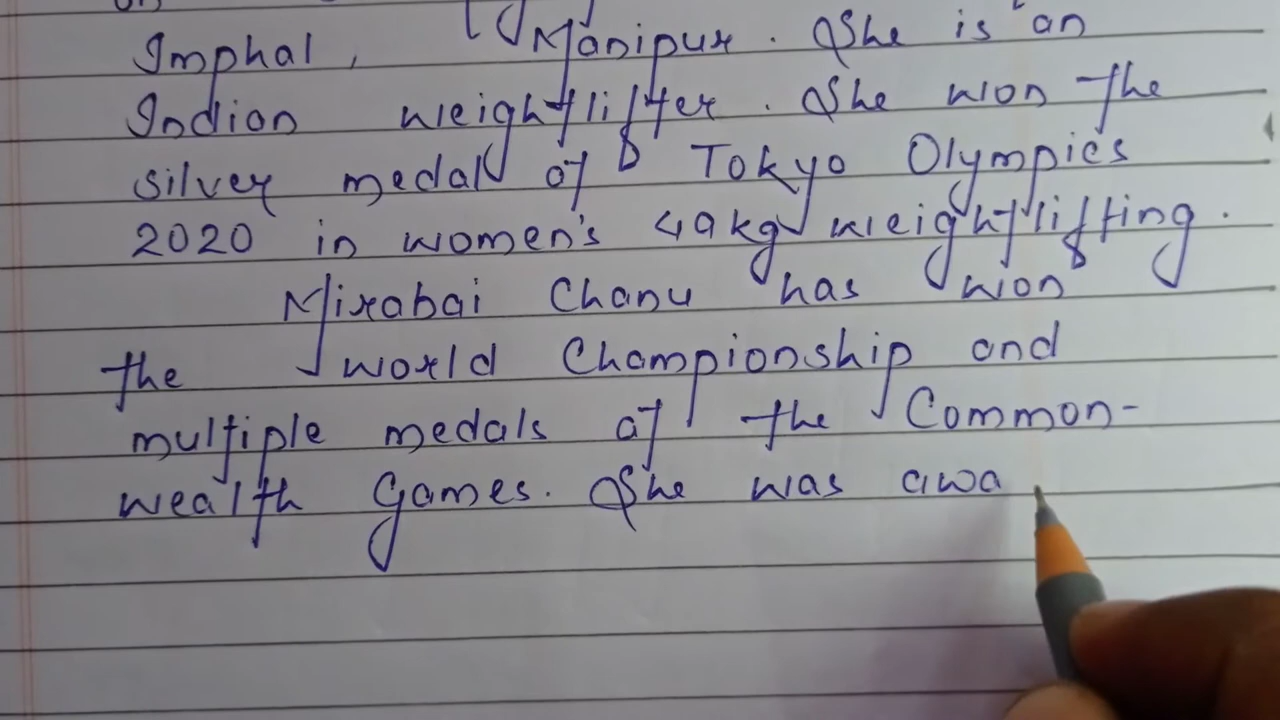 Imphal, Manipur. She is an
Indian weightlifter. She won the
silver medal of Tokyo Olympics
2020 in women's 49kg weightlifting.
Mirabai Chanu has won
the world Championship and
multiple medals at the Common-
wealth Games. She was awa